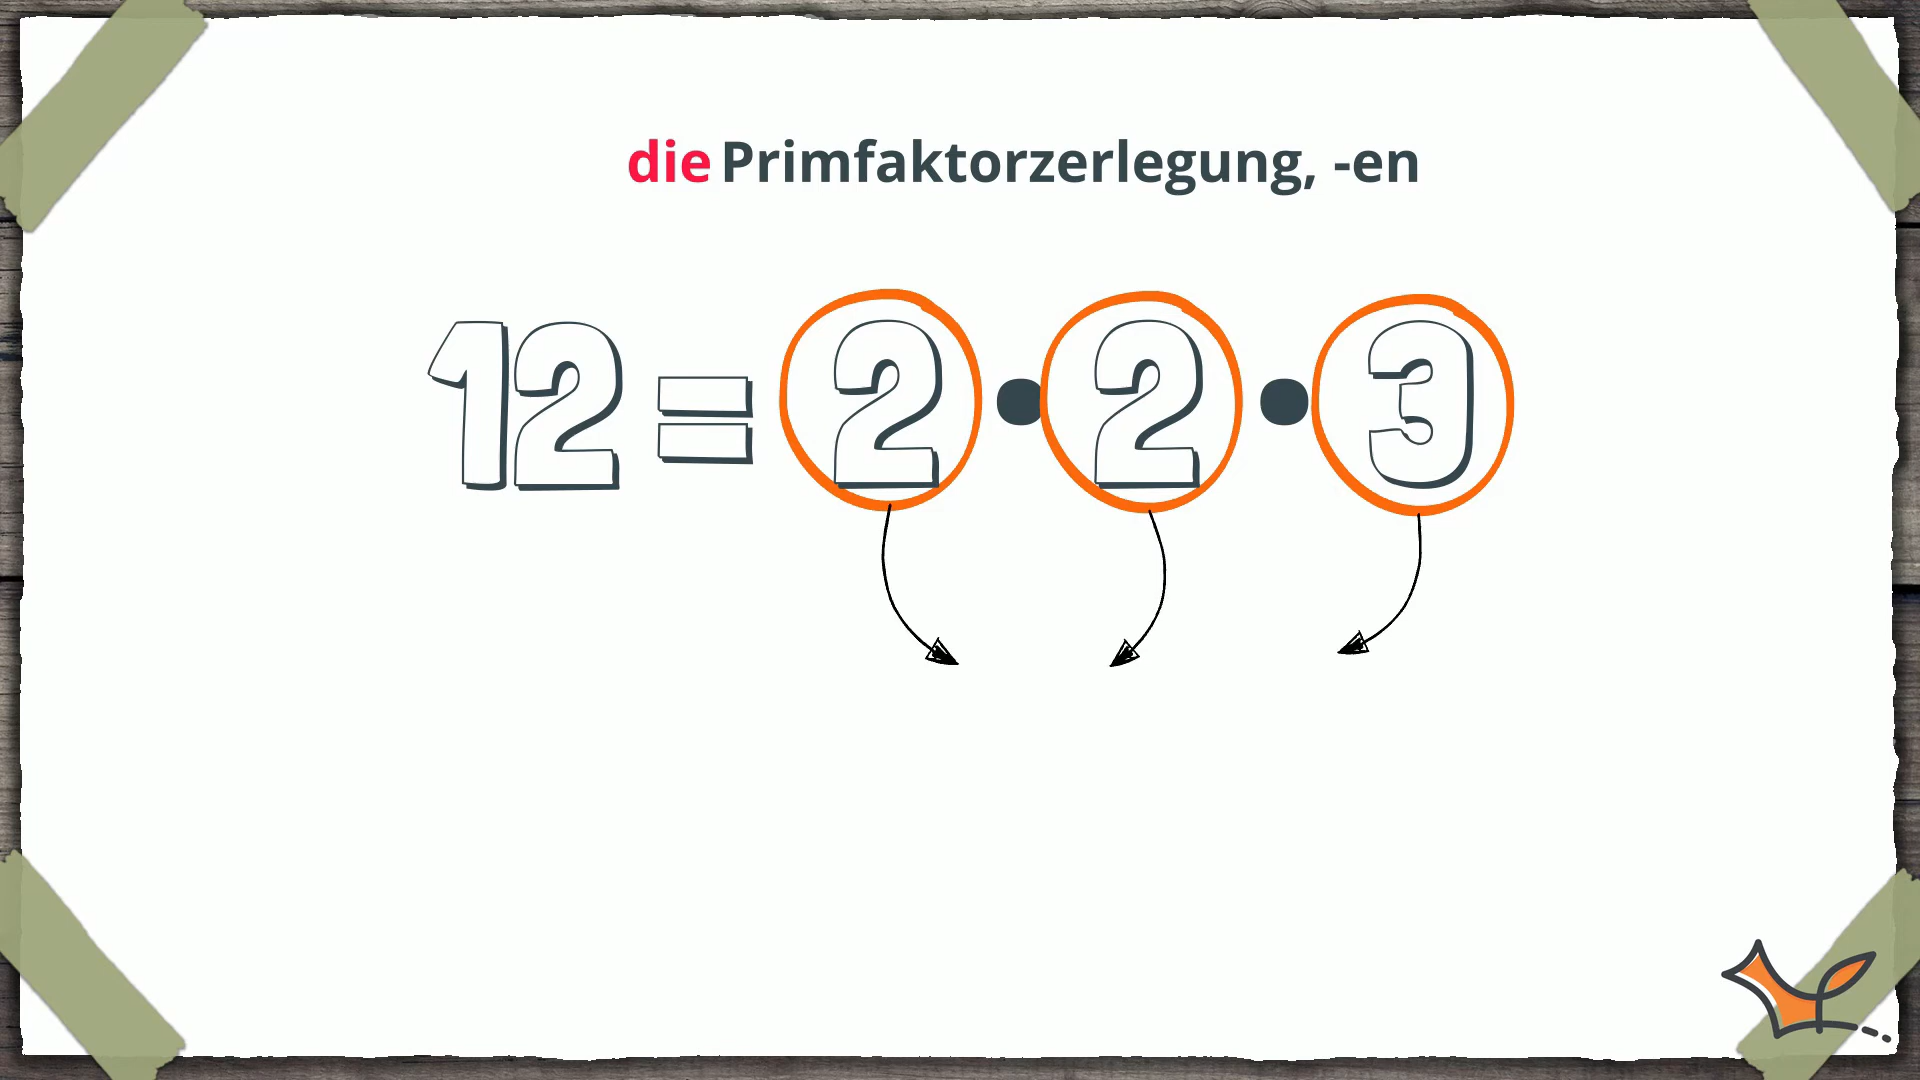 die Primfaktorzerlegung, -en
12 = 2 • 2 • 3